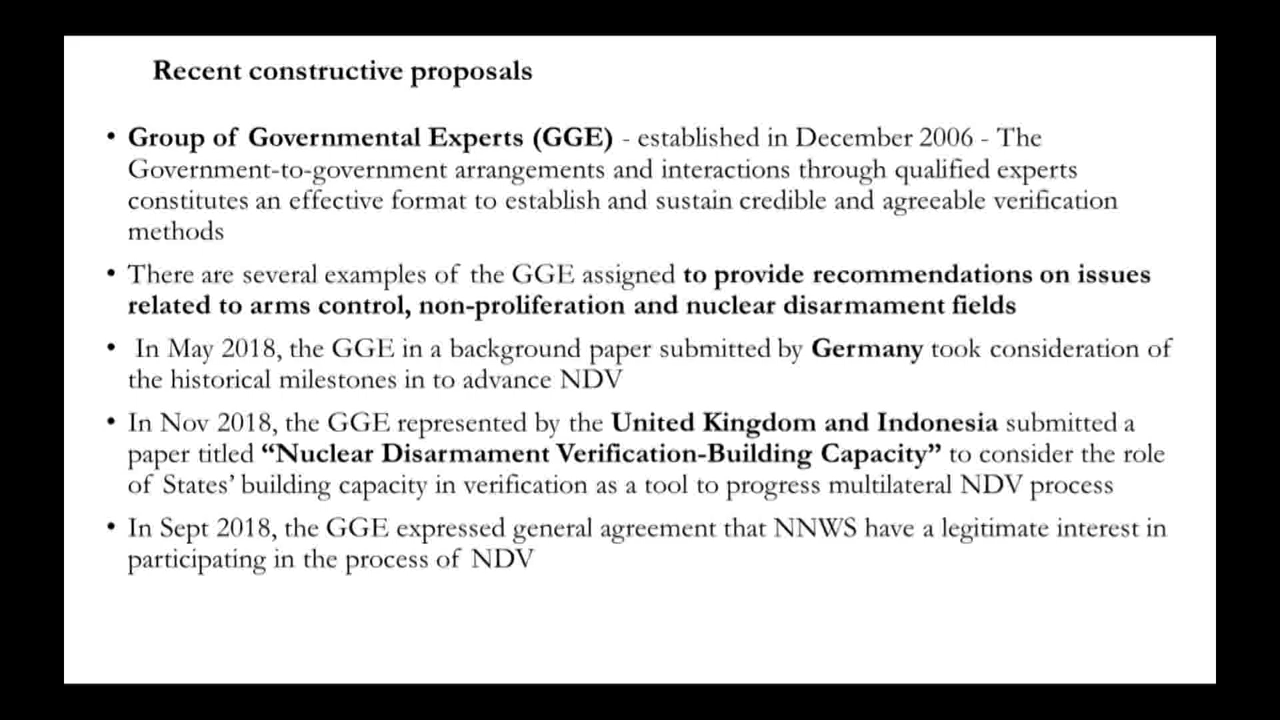 Recent constructive proposals
• Group of Governmental Experts (GGE) - established in December 2006 - The
Government-to-government arrangements and interactions through qualified experts
constitutes an effective format to establish and sustain credible and agreeable verification
methods
• There are several examples of the GGE assigned to provide recommendations on issues
related to arms control, non-proliferation and nuclear disarmament fields
• In May 2018, the GGE in a background paper submitted by Germany took consideration of
the historical milestones in to advance NDV
• In Nov 2018, the GGE represented by the United Kingdom and Indonesia submitted a
paper titled “Nuclear Disarmament Verification-Building Capacity” to consider the role
of States’ building capacity in verification as a tool to progress multilateral NDV process
• In Sept 2018, the GGE expressed general agreement that NNWS have a legitimate interest in
participating in the process of NDV